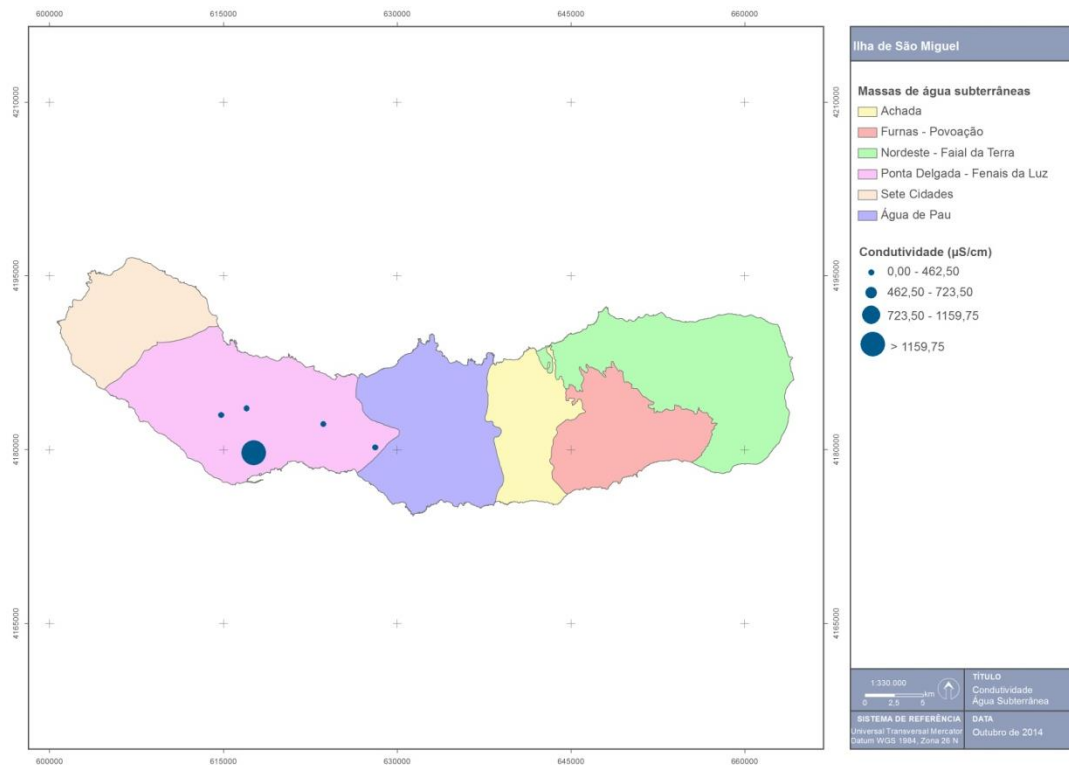 600000 615000 630000 645000 660000
4210000 4210000
4195000 4195000
4180000 4180000
4165000 4165000
600000 615000 630000 645000 660000
Ilha de São Miguel
Massas de água subterrâneas
Achada
Furnas - Povoação
Nordeste - Faial da Terra
Ponta Delgada - Fenais da Luz
Sete Cidades
Água de Pau
Condutividade (µS/cm)
0,00 - 462,50
462,50 - 723,50
723,50 - 1159,75
> 1159,75
1:330.000
km
0 2,5 5
TÍTULO
Condutividade
Água Subterrânea
SISTEMA DE REFERÊNCIA
Universal Transversal Mercator
Datum WGS 1984, Zona 26 N
DATA
Outubro de 2014